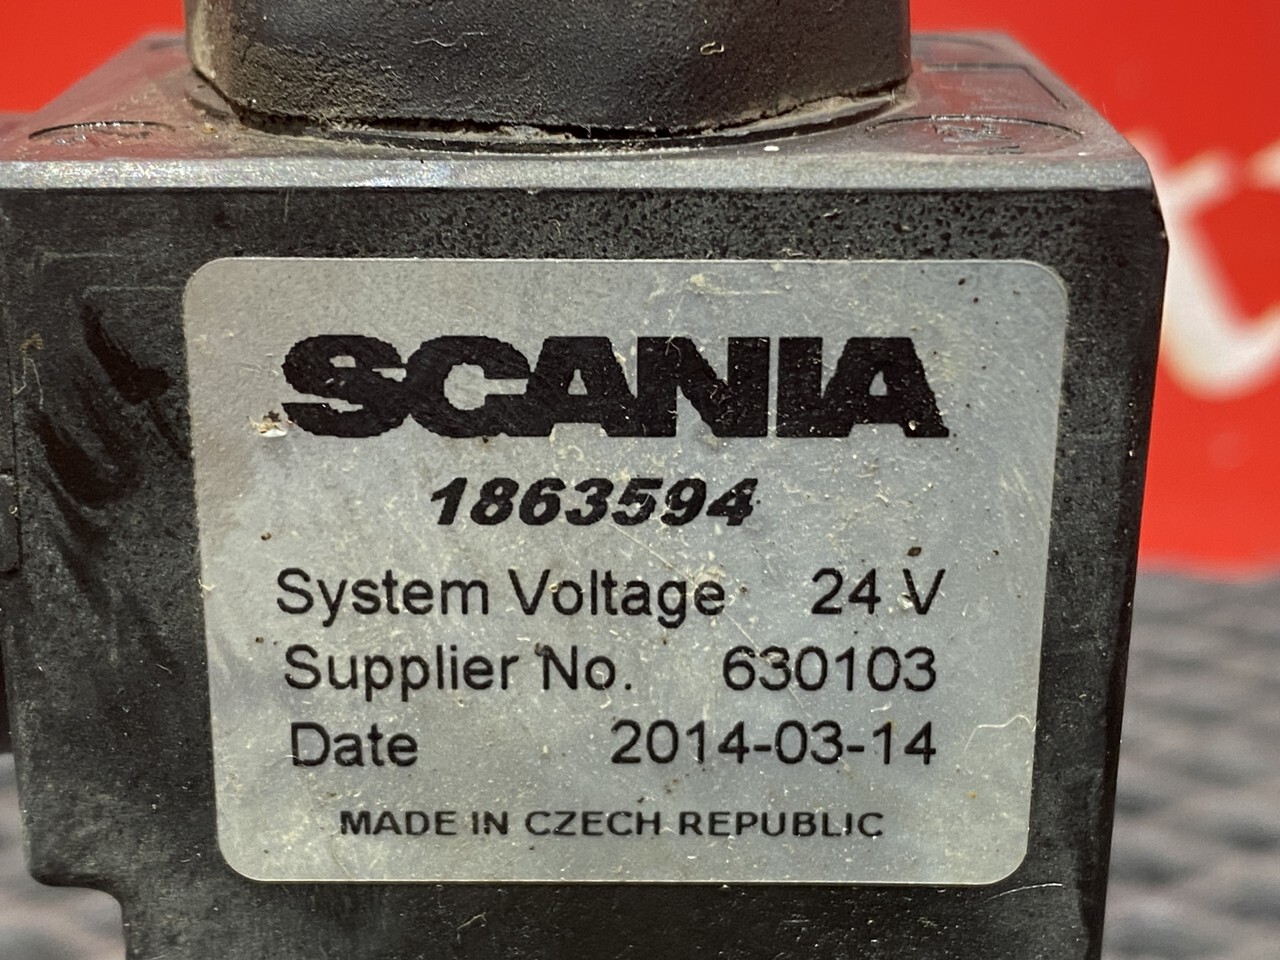 SCANIA
1863594
System Voltage 24 V
Supplier No. 630103
Date 2014-03-14
MADE IN CZECH REPUBLIC